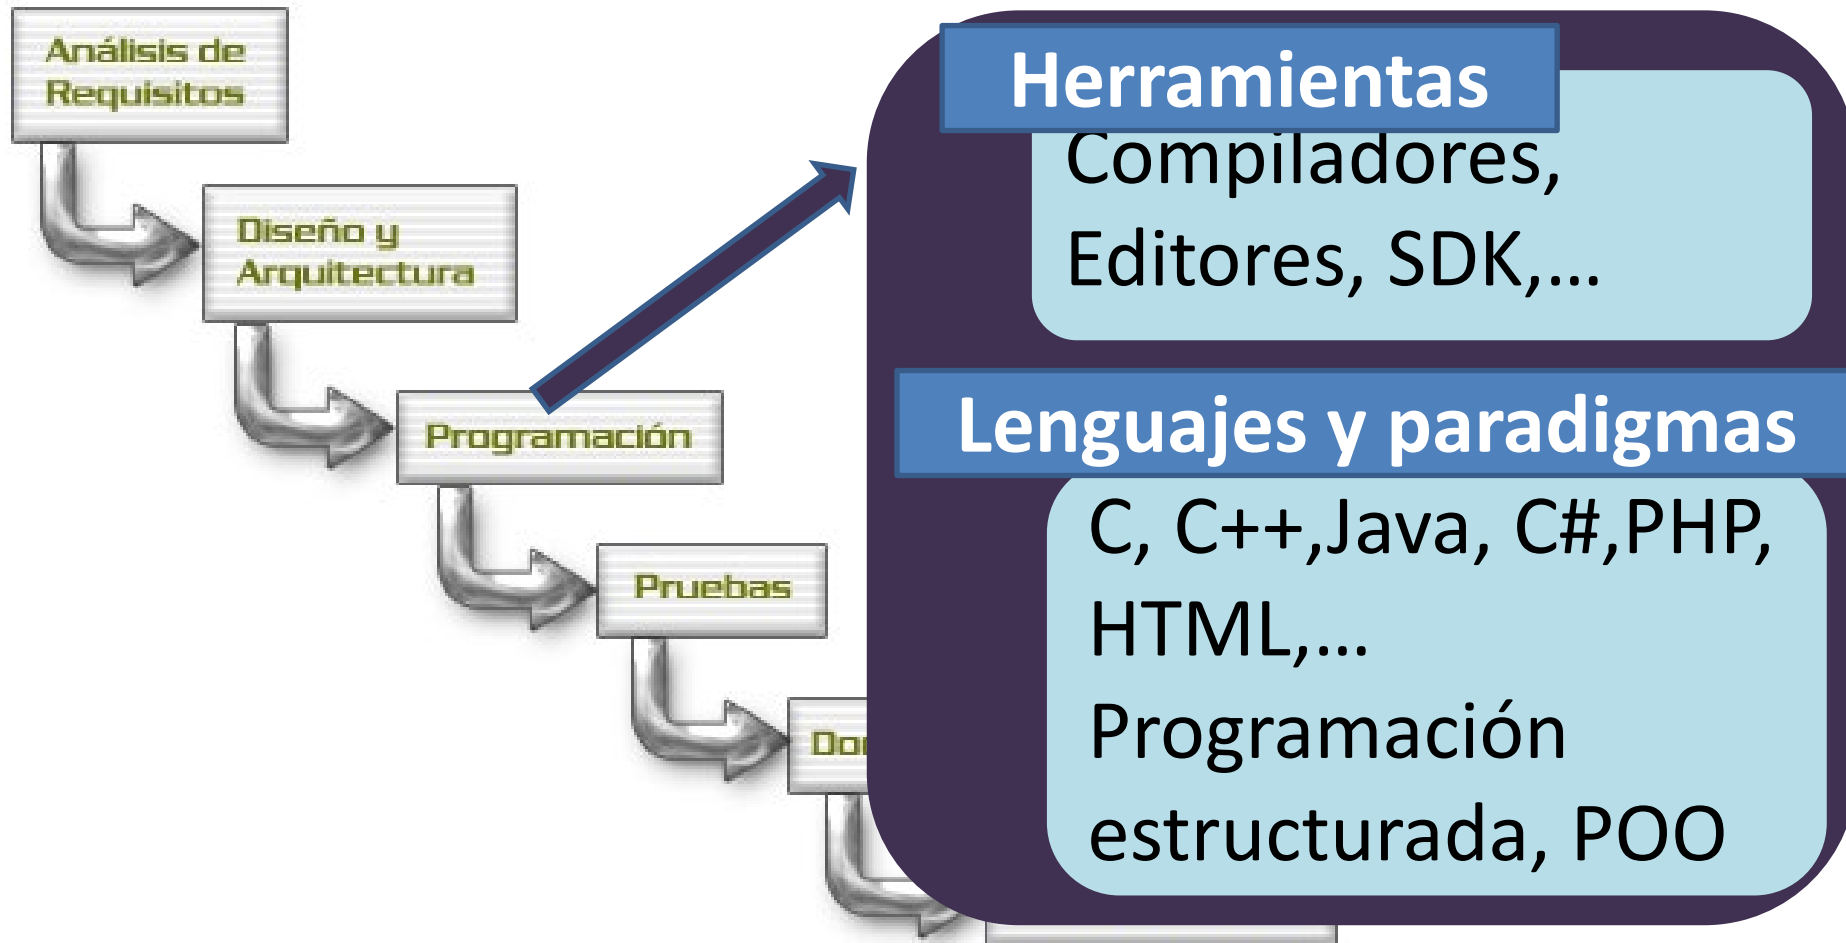 Análisis de
Requisitos
Diseño y
Arquitectura
Programación
Pruebas
Herramientas
Compiladores,
Editores, SDK,...
Lenguajes y paradigmas
C, C++,Java, C#,PHP,
HTML,...
Programación
estructurada, POO